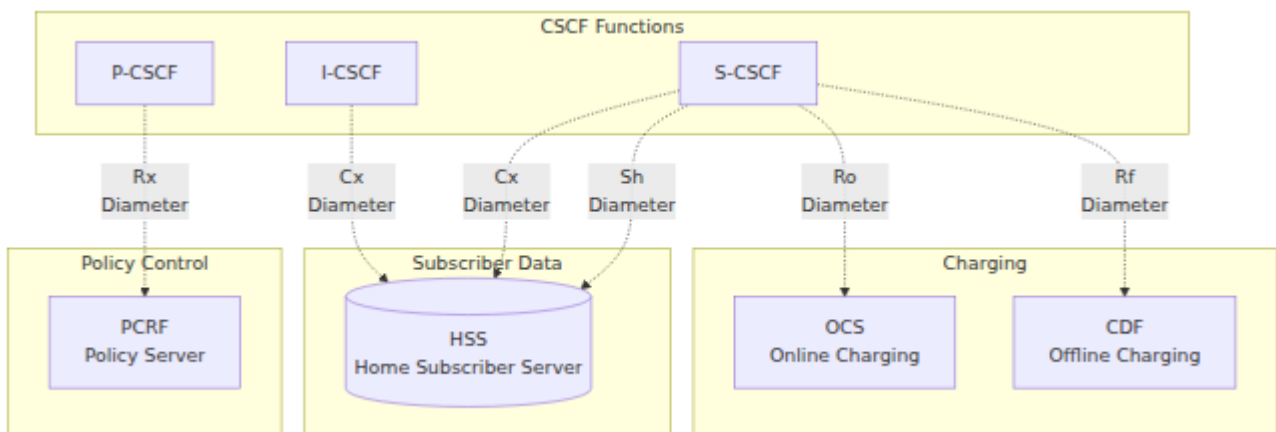 CSCF Functions
P-CSCF
I-CSCF
S-CSCF
Rx
Diameter
Cx
Diameter
Cx
Diameter
Sh
Diameter
Ro
Diameter
Rf
Diameter
Policy Control
PCRF
Policy Server
Subscriber Data
HSS
Home Subscriber Server
Charging
OCS
Online Charging
CDF
Offline Charging